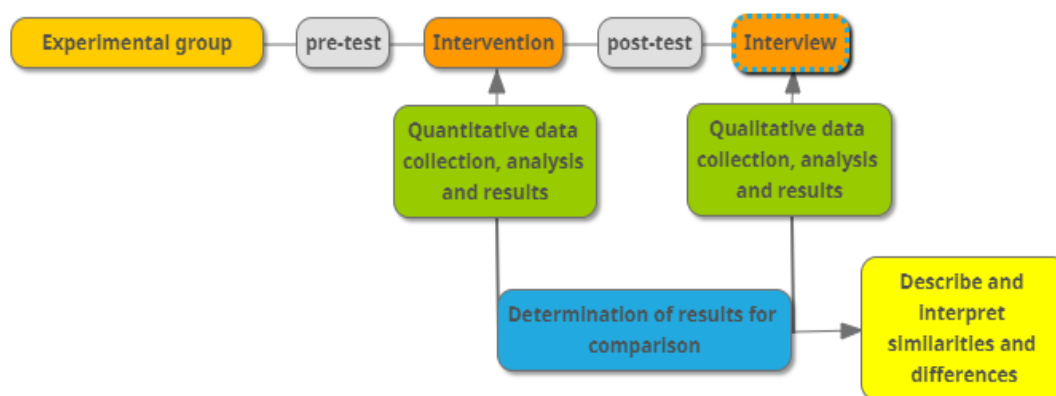 Experimental group
pre-test
Intervention
post-test
Interview
Quantitative data
collection, analysis
and results
Qualitative data
collection, analysis
and results
Determination of results for
comparison
Describe and
interpret
similarities and
differences